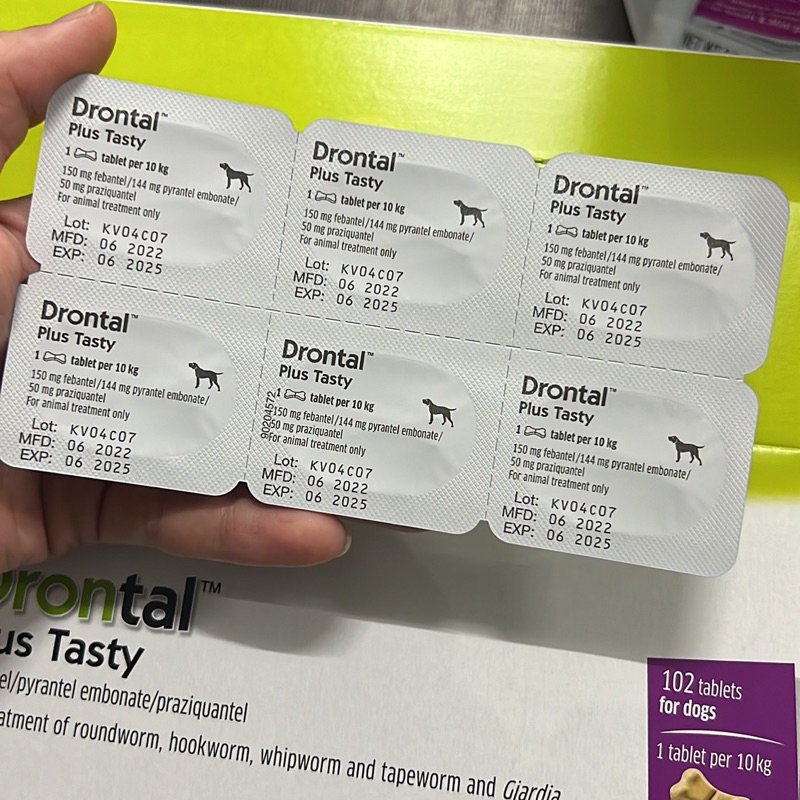 Drontal™
Plus Tasty
1 tablet per 10 kg
150 mg febantel/144 mg pyrantel embonate/
50 mg praziquantel
For animal treatment only
Lot: KV04C07
MFD: 06 2022
EXP: 06 2025
Drontal™
Plus Tasty
1 tablet per 10 kg
150 mg febantel/144 mg pyrantel embonate/
50 mg praziquantel
For animal treatment only
Lot: KV04C07
MFD: 06 2022
EXP: 06 2025
Drontal™
Plus Tasty
1 tablet per 10 kg
150 mg febantel/144 mg pyrantel embonate/
50 mg praziquantel
For animal treatment only
Lot: KV04C07
MFD: 06 2022
EXP: 06 2025
Drontal™
Plus Tasty
1 tablet per 10 kg
150 mg febantel/144 mg pyrantel embonate/
50 mg praziquantel
For animal treatment only
Lot: KV04C07
MFD: 06 2022
EXP: 06 2025
Drontal™
Plus Tasty
1 tablet per 10 kg
150 mg febantel/144 mg pyrantel embonate/
50 mg praziquantel
For animal treatment only
90204572
Lot: KV04C07
MFD: 06 2022
EXP: 06 2025
Drontal™
Plus Tasty
1 tablet per 10 kg
150 mg febantel/144 mg pyrantel embonate/
50 mg praziquantel
For animal treatment only
Lot: KV04C07
MFD: 06 2022
EXP: 06 2025
Drontal™
us Tasty
el/pyrantel embonate/praziquantel
atment of roundworm, hookworm, whipworm and tapeworm and Giardia
102 tablets
for dogs
1 tablet per 10 kg